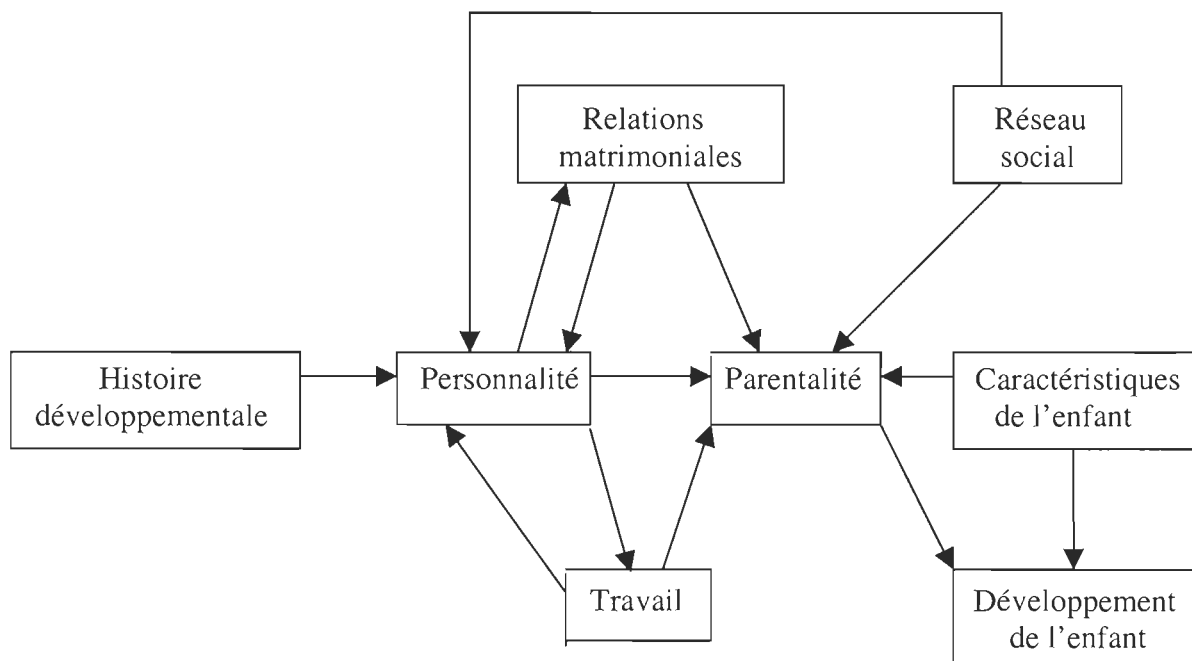 Relations
matrimoniales
Réseau
social
Histoire
développementale
Personnalité
Parentalité
Caractéristiques
de l'enfant
Travail
Développement
de l'enfant